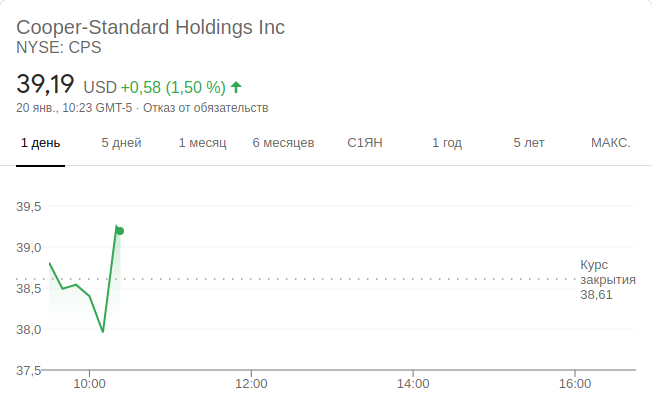 Cooper-Standard Holdings Inc
NYSE: CPS
39,19 USD +0,58 (1,50 %)
20 янв., 10:23 GMT-5 · Отказ от обязательств
1 день 5 дней 1 месяц 6 месяцев С1ЯН 1 год 5 лет МАКС.
39,5
39,0
Курс
закрытия
38,61
38,5
38,0
37,5
10:00 12:00 14:00 16:00